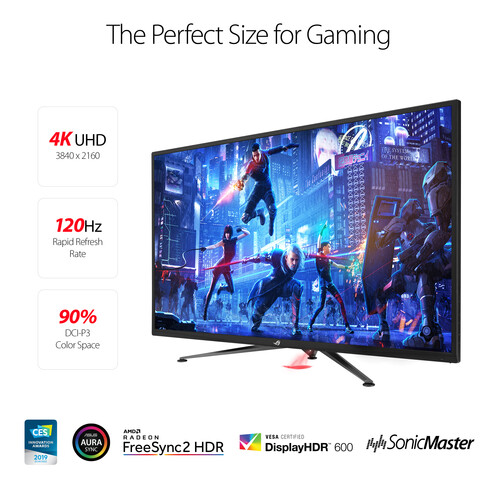 The Perfect Size for Gaming
4K UHD
3840 x 2160
120Hz
Rapid Refresh
Rate
90%
DCI-P3
Color Space
CES
INNOVATION
AWARDS
2019
ASUS
AURA
SYNC
AMD
RADEON
FreeSync2 HDR
VESA CERTIFIED
DisplayHDR 600
SonicMaster